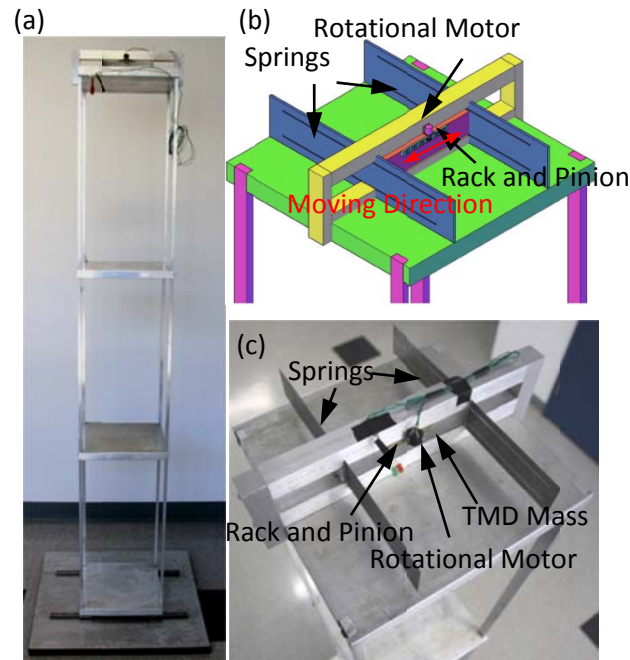 (a)
(b)
Rotational Motor
Springs
Rack and Pinion
Moving Direction
(c)
Springs
TMD Mass
Rack and Pinion
Rotational Motor